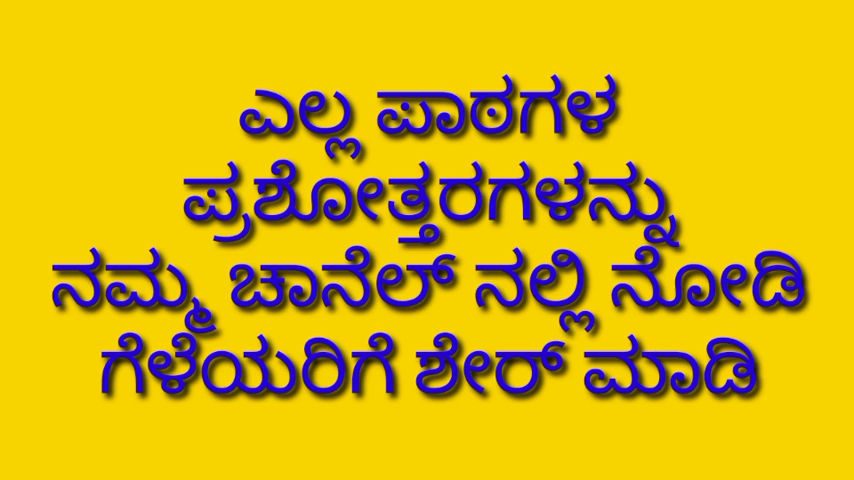 ಎಲ್ಲ ಪಾಠಗಳ
ಪ್ರಶೋತ್ತರಗಳನ್ನು
ನಮ್ಮ ಚಾನೆಲ್ ನಲ್ಲಿ ನೋಡಿ
ಗೆಳೆಯರಿಗೆ ಶೇರ್ ಮಾಡಿ